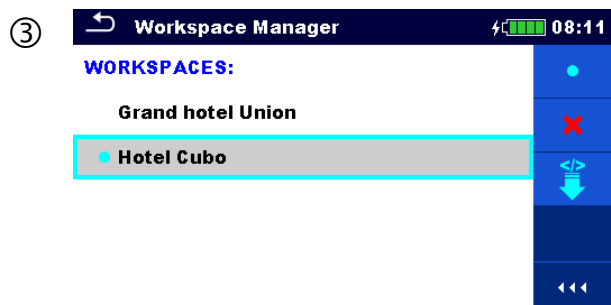 ③
Workspace Manager 08:11
WORKSPACES:
Grand hotel Union
Hotel Cubo
</>